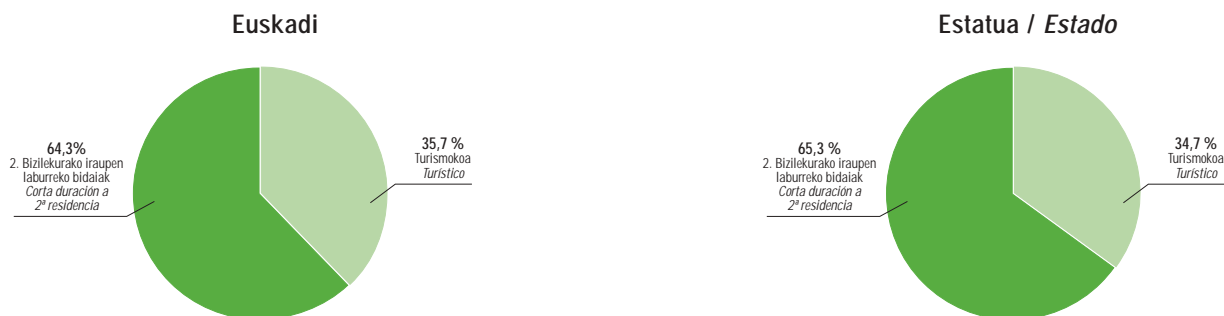 Euskadi
64,3%
2. Bizilekurako iraupen
laburreko bidaiak
Corta duración a
2ª residencia
35,7 %
Turismokoa
Turístico
Estatua / Estado
65,3 %
2. Bizilekurako iraupen
laburreko bidaiak
Corta duración a
2ª residencia
34,7 %
Turismokoa
Turístico